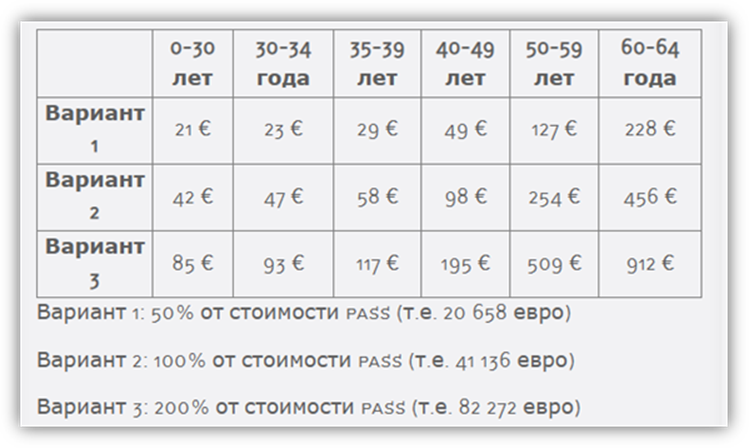 0-30 лет 30-34 года 35-39 лет 40-49 лет 50-59 лет 60-64 года
Вариант 1 21 € 23 € 29 € 49 € 127 € 228 €
Вариант 2 42 € 47 € 58 € 98 € 254 € 456 €
Вариант 3 85 € 93 € 117 € 195 € 509 € 912 €
Вариант 1: 50% от стоимости PASS (т.е. 20 658 евро)
Вариант 2: 100% от стоимости PASS (т.е. 41 136 евро)
Вариант 3: 200% от стоимости PASS (т.е. 82 272 евро)